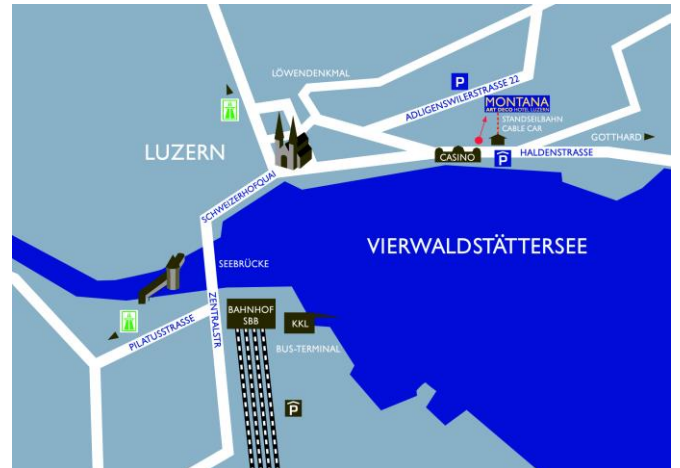 LÖWENDENKMAL
P
ADLIGENSWILERSTRASSE 22
MONTANA
ART DECO HOTEL LUZERN
STANDSEILBAHN
CABLE CAR
GOTTHARD
LUZERN
CASINO
P
HALDENSTRASSE
SCHWEIZERHOFQUAI
VIERWALDSTÄTTERSEE
SEEBRÜCKE
ZENTRALSTR
BAHNHOF
SBB
KKL
PILATUSSTRASSE
BUS-TERMINAL
P